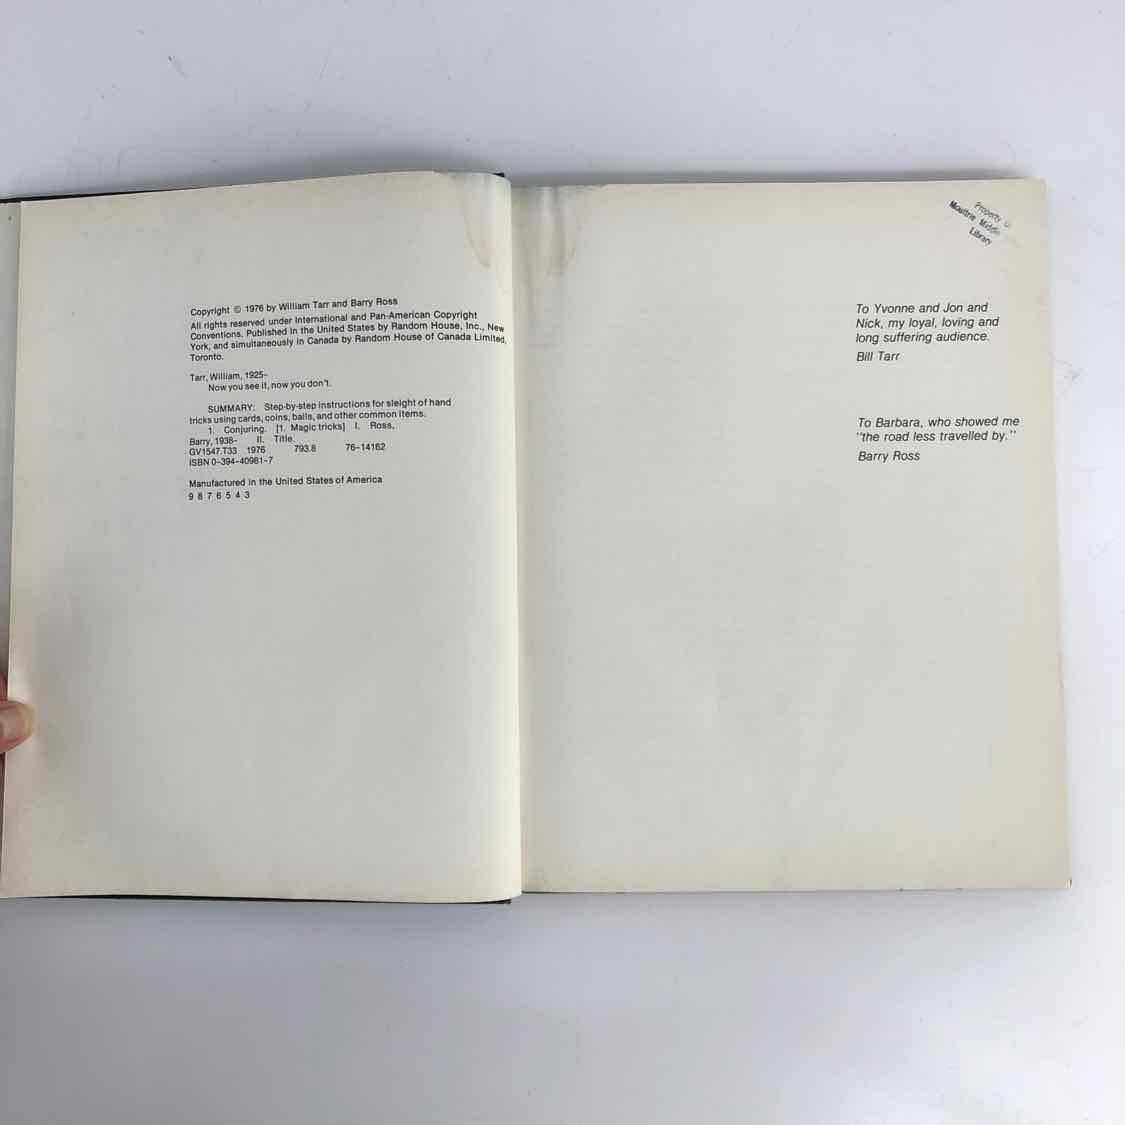 Copyright © 1976 by William Tarr and Barry Ross
All rights reserved under International and Pan-American Copyright
Conventions. Published in the United States by Random House, Inc., New
York, and simultaneously in Canada by Random House of Canada Limited,
Toronto.
Tarr, William, 1925-
Now you see it, now you don't.
SUMMARY: Step-by-step instructions for sleight of hand
tricks using cards, coins, balls, and other common items.
1. Conjuring. [1. Magic tricks] I. Ross,
Barry, 1938- II. Title.
GV1547.T33 1976 793.8 76-14162
ISBN 0-394-40981-7
Manufactured in the United States of America
9 8 7 6 5 4 3
Property
Moultrie Middle
Library
To Yvonne and Jon and
Nick, my loyal, loving and
long suffering audience.
Bill Tarr
To Barbara, who showed me
"the road less travelled by."
Barry Ross